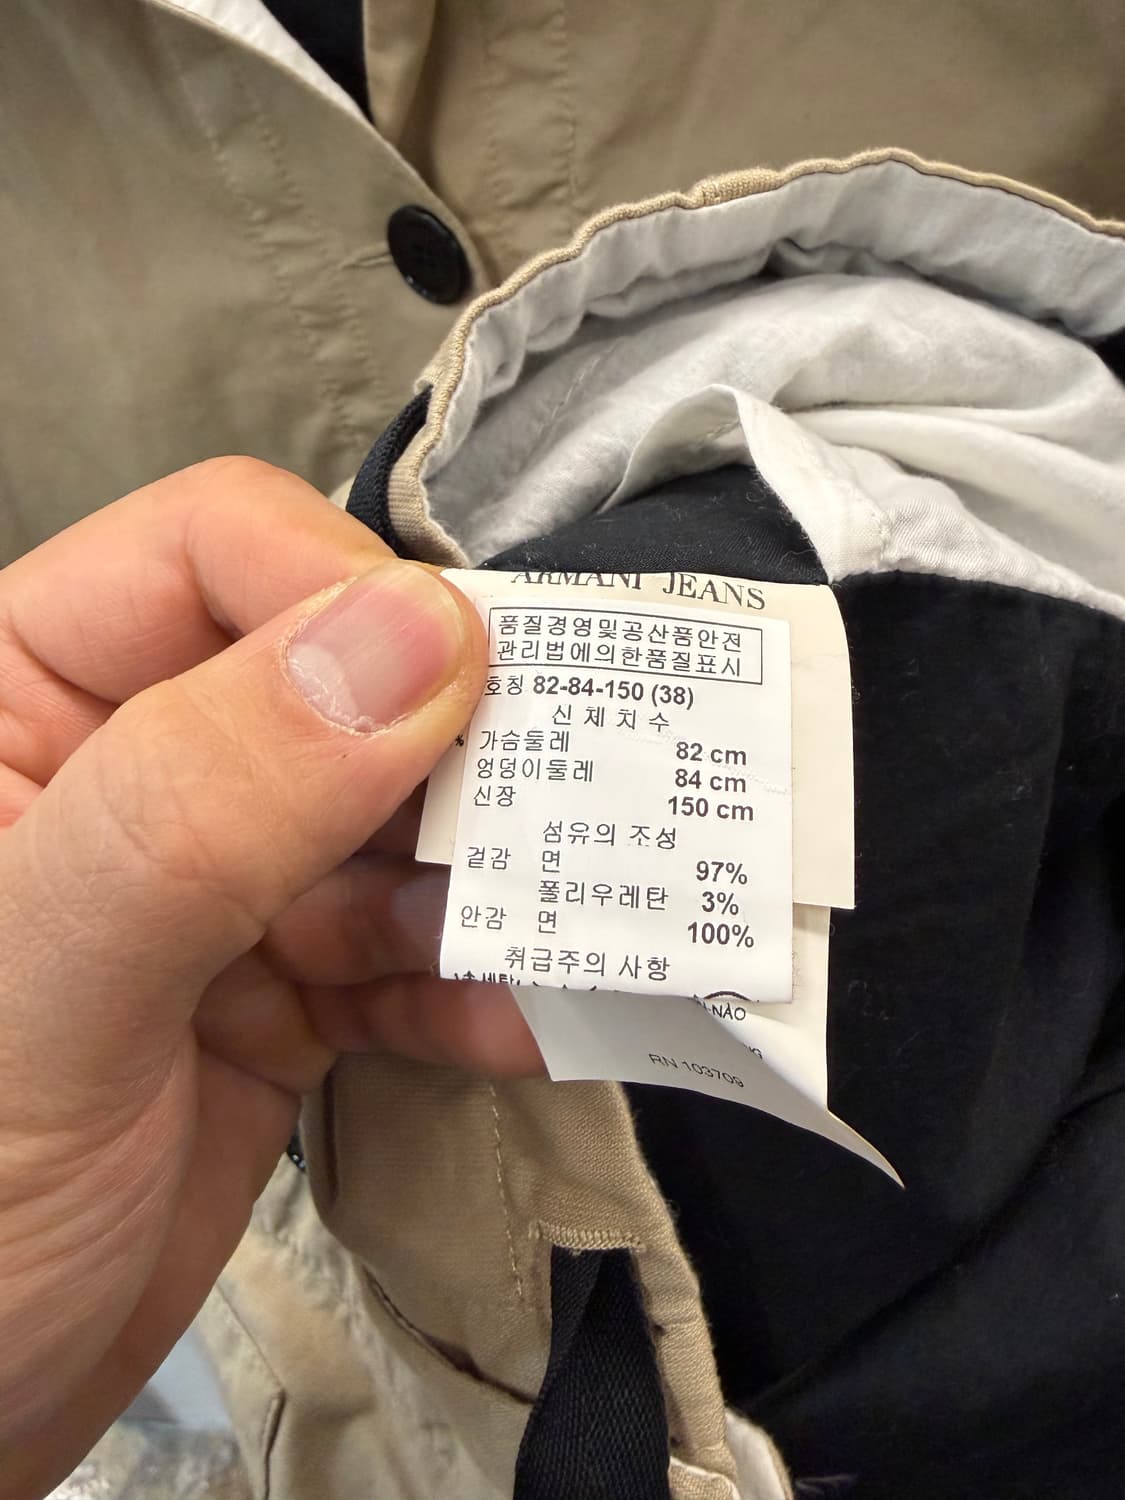 ARMANI JEANS
품질경영및공산품안전
관리법에의한품질표시
호칭 82-84-150 (38)
신체치수
가슴둘레 82 cm
엉덩이둘레 84 cm
신장 150 cm
섬유의 조성
겉감 면 97%
폴리우레탄 3%
안감 면 100%
취급주의 사항
RN 103709